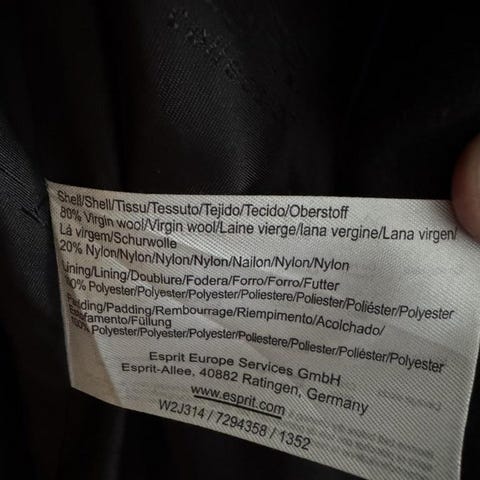 Shell/Shell/Tissu/Tessuto/Tejido/Tecido/Oberstoff
80% Virgin wool/Virgin wool/Laine vierge/lana vergine/Lana virgen/
Lã virgem/Schurwolle
20% Nylon/Nylon/Nylon/Nylon/Nailon/Nylon/Nylon
Lining/Lining/Doublure/Fodera/Forro/Forro/Futter
100% Polyester/Polyester/Polyester/Poliestere/Poliéster/Poliéster/Polyester
Padding/Padding/Rembourrage/Riempimento/Acolchado/
Estofamento/Füllung
100% Polyester/Polyester/Polyester/Poliestere/Poliéster/Poliéster/Polyester
Esprit Europe Services GmbH
Esprit-Allee, 40882 Ratingen, Germany
www.esprit.com
W2J314 / 7294358 / 1352